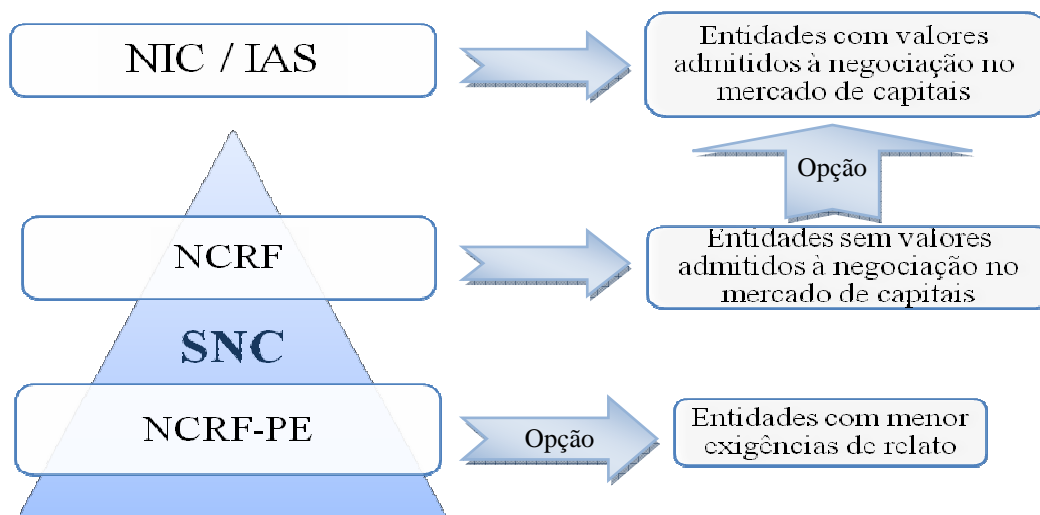 NIC / IAS
Entidades com valores
admitidos à negociação no
mercado de capitais
Opção
NCRF
Entidades sem valores
admitidos à negociação no
mercado de capitais
SNC
NCRF-PE
Opção
Entidades com menor
exigências de relato